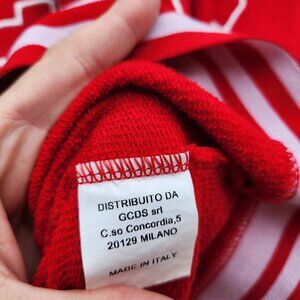 DISTRIBUITO DA
GCDS srl
C.so Concordia,5
20129 MILANO
MADE IN ITALY